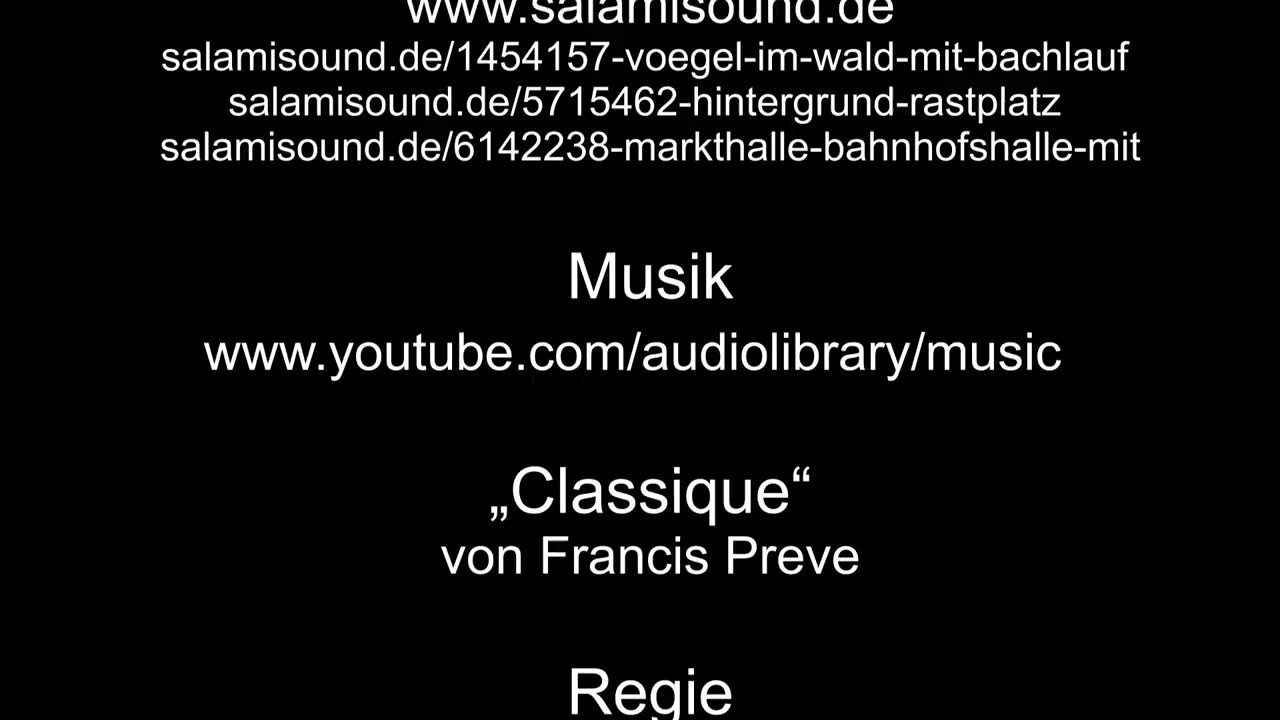 www.salamisound.de
salamisound.de/1454157-voegel-im-wald-mit-bachlauf
salamisound.de/5715462-hintergrund-rastplatz
salamisound.de/6142238-markthalle-bahnhofshalle-mit
Musik
www.youtube.com/audiolibrary/music
„Classique“
von Francis Preve
Regie